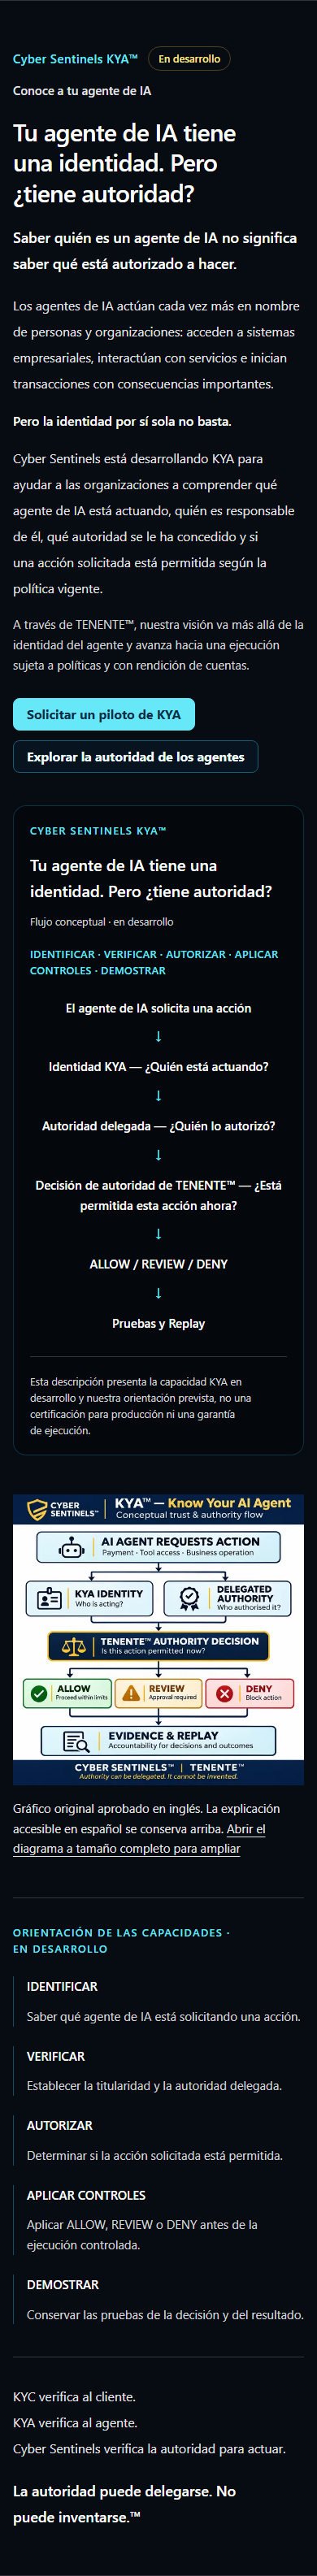 Cyber Sentinels KYA™ En desarrollo
Conoce a tu agente de IA
Tu agente de IA tiene
una identidad. Pero
¿tiene autoridad?
Saber quién es un agente de IA no significa
saber qué está autorizado a hacer.
Los agentes de IA actúan cada vez más en nombre
de personas y organizaciones: acceden a sistemas
empresariales, interactúan con servicios e inician
transacciones con consecuencias importantes.
Pero la identidad por sí sola no basta.
Cyber Sentinels está desarrollando KYA para
ayudar a las organizaciones a comprender qué
agente de IA está actuando, quién es responsable
de él, qué autoridad se le ha concedido y si
una acción solicitada está permitida según la
política vigente.
A través de TENENTE™, nuestra visión va más allá de la
identidad del agente y avanza hacia una ejecución
sujeta a políticas y con rendición de cuentas.
Solicitar un piloto de KYA
Explorar la autoridad de los agentes
CYBER SENTINELS KYA™
Tu agente de IA tiene una
identidad. Pero ¿tiene autoridad?
Flujo conceptual · en desarrollo
IDENTIFICAR · VERIFICAR · AUTORIZAR · APLICAR
CONTROLES · DEMOSTRAR
El agente de IA solicita una acción
↓
Identidad KYA — ¿Quién está actuando?
↓
Autoridad delegada — ¿Quién lo autorizó?
↓
Decisión de autoridad de TENENTE™ — ¿Está
permitida esta acción ahora?
↓
ALLOW / REVIEW / DENY
↓
Pruebas y Replay
Esta descripción presenta la capacidad KYA en
desarrollo y nuestra orientación prevista, no una
certificación para producción ni una garantía
de ejecución.
CYBER SENTINELS™
KYA™ — Know Your AI Agent
Conceptual trust & authority flow
AI AGENT REQUESTS ACTION
Payment · Tool access · Business operation
KYA IDENTITY
Who is acting?
DELEGATED AUTHORITY
Who authorised it?
TENENTE™ AUTHORITY DECISION
Is this action permitted now?
ALLOW
Proceed within limits
REVIEW
Approval required
DENY
Block action
EVIDENCE & REPLAY
Accountability for decisions and outcomes
CYBER SENTINELS™ | TENENTE™
Authority can be delegated. It cannot be invented.
Gráfico original aprobado en inglés. La explicación
accesible en español se conserva arriba. Abrir el
diagrama a tamaño completo para ampliar
ORIENTACIÓN DE LAS CAPACIDADES ·
EN DESARROLLO
IDENTIFICAR
Saber qué agente de IA está solicitando una acción.
VERIFICAR
Establecer la titularidad y la autoridad delegada.
AUTORIZAR
Determinar si la acción solicitada está permitida.
APLICAR CONTROLES
Aplicar ALLOW, REVIEW o DENY antes de la
ejecución controlada.
DEMOSTRAR
Conservar las pruebas de la decisión y del resultado.
KYC verifica al cliente.
KYA verifica al agente.
Cyber Sentinels verifica la autoridad para actuar.
La autoridad puede delegarse. No
puede inventarse.™